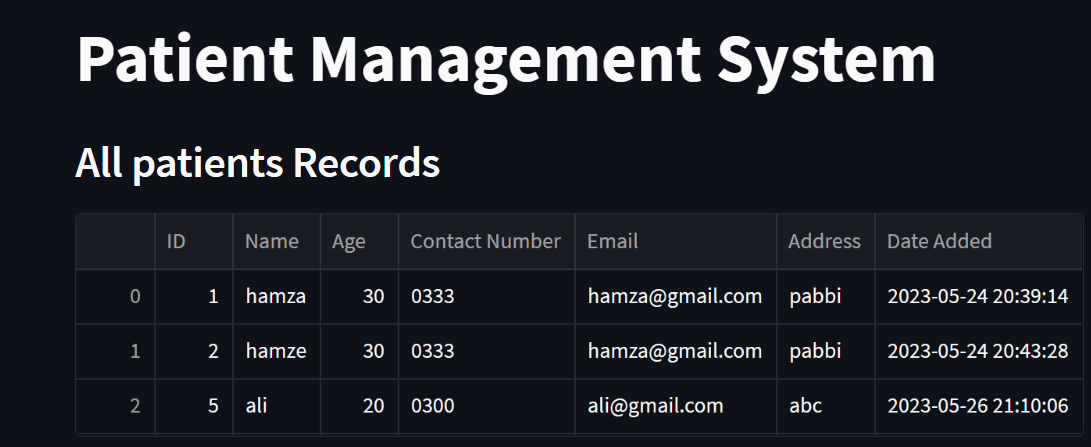 Patient Management System
All patients Records
ID Name Age Contact Number Email Address Date Added
0 1 hamza 30 0333 hamza@gmail.com pabbi 2023-05-24 20:39:14
1 2 hamze 30 0333 hamza@gmail.com pabbi 2023-05-24 20:43:28
2 5 ali 20 0300 ali@gmail.com abc 2023-05-26 21:10:06